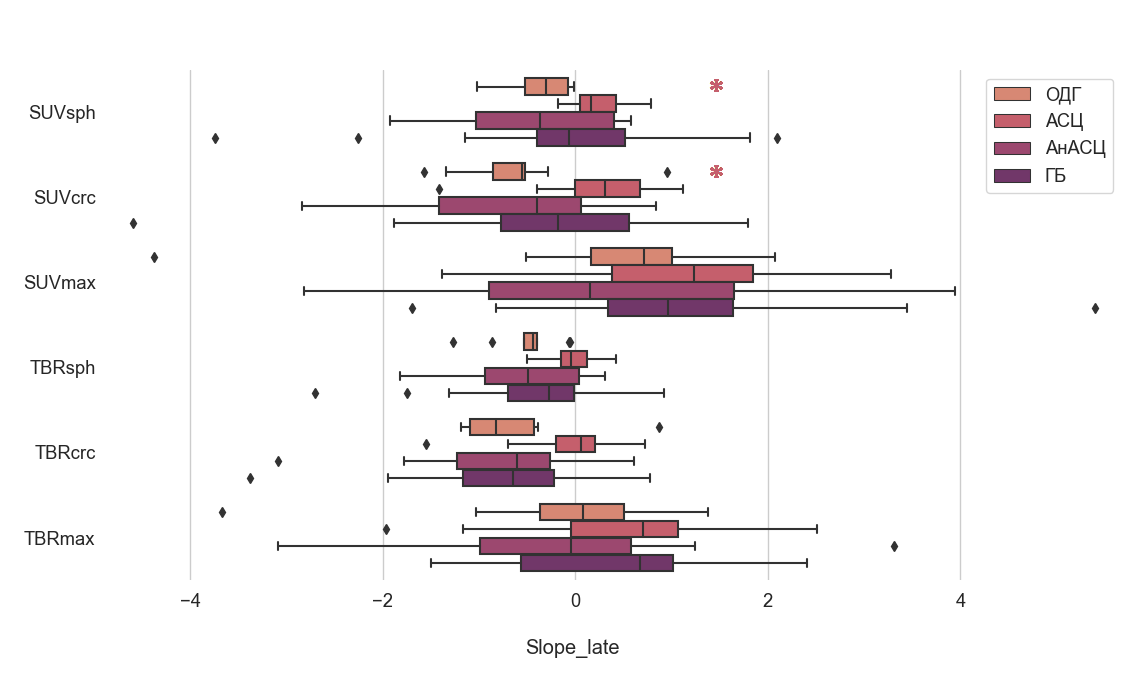 SUVsph
SUVcrc
SUVmax
TBRsph
TBRcrc
TBRmax
*
*
ОДГ
АСЦ
АнАСЦ
ГБ
−4 −2 0 2 4
Slope_late